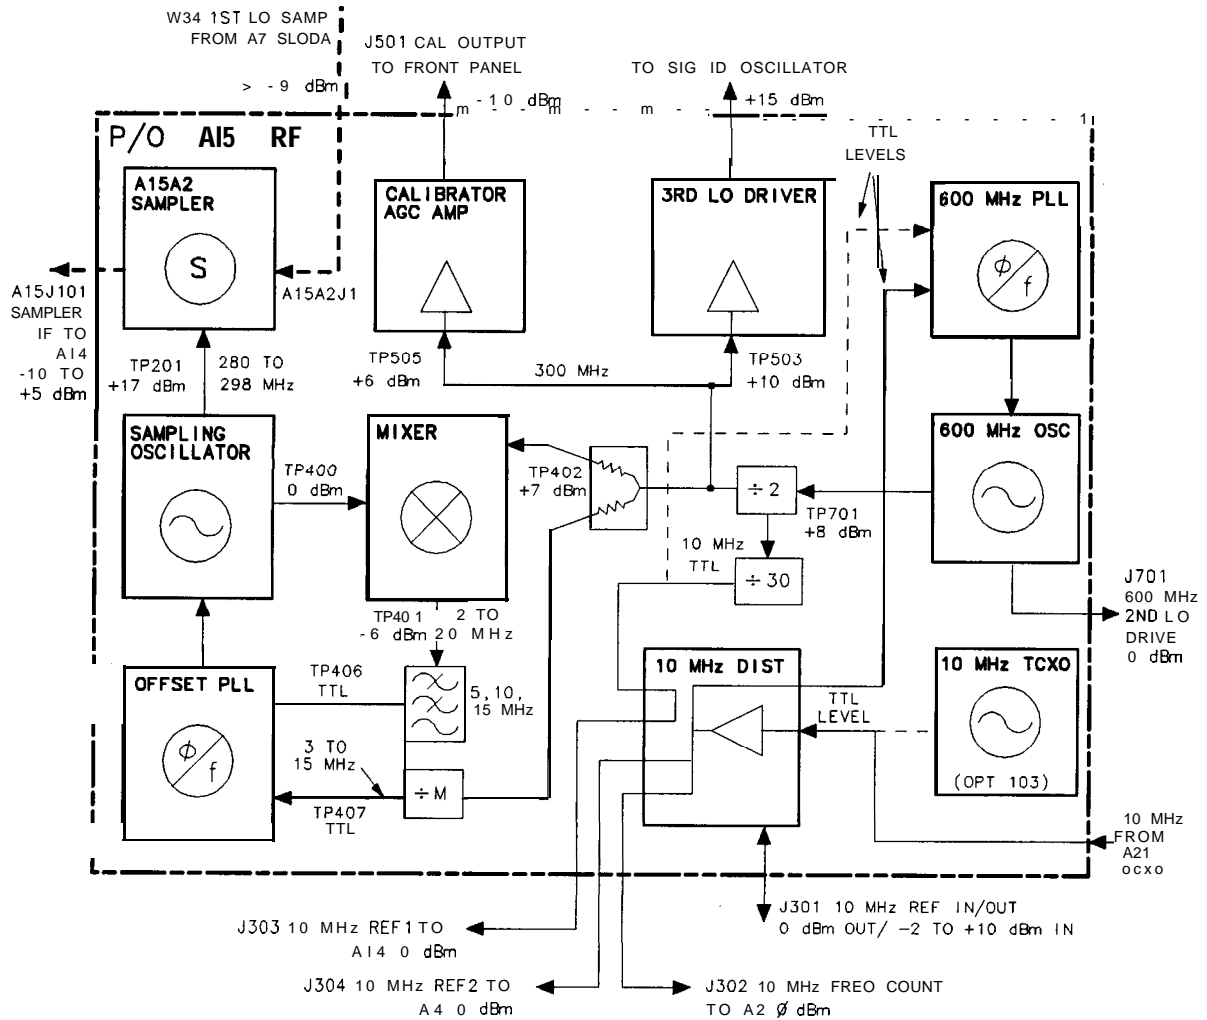 W34 1ST LO SAMP
FROM A7 SLODA
> -9 dBm
J501 CAL OUTPUT
TO FRONT PANEL
-10 dBm
TO SIG ID OSCILLATOR
+15 dBm
m - - m - - m -
P/O AI5 RF
TTL
LEVELS
A15A2
SAMPLER
S
CALIBRATOR
AGC AMP
3RD LO DRIVER
600 MHz PLL
ϕ
f
A15J101
SAMPLER
IF TO
AI4
-10 TO
+5 dBm
A15A2J1
TP201
+17 dBm
280 TO
298 MHz
TP505
+6 dBm
300 MHz
TP503
+10 dBm
SAMPLING
OSCILLATOR
TP400
0 dBm
MIXER
TP402
+7 dBm
÷2
TP701
+8 dBm
600 MHz OSC
10 MHz
TTL
÷30
J701
600 MHz
2ND LO
DRIVE
0 dBm
TP401
-6 dBm
2 TO
20 MHz
OFFSET PLL
ϕ
f
TP406
TTL
5, 10,
15 MHz
3 TO
15 MHz
÷M
TP407
TTL
10 MHz DIST
TTL
LEVEL
10 MHz TCXO
(OPT 103)
10 MHz
FROM
A21
ocxo
J301 10 MHz REF IN/OUT
0 dBm OUT/ -2 TO +10 dBm IN
J303 10 MHz REF1 TO
AI4 0 dBm
J304 10 MHz REF2 TO
A4 0 dBm
J302 10 MHz FREO COUNT
TO A2 Ø dBm